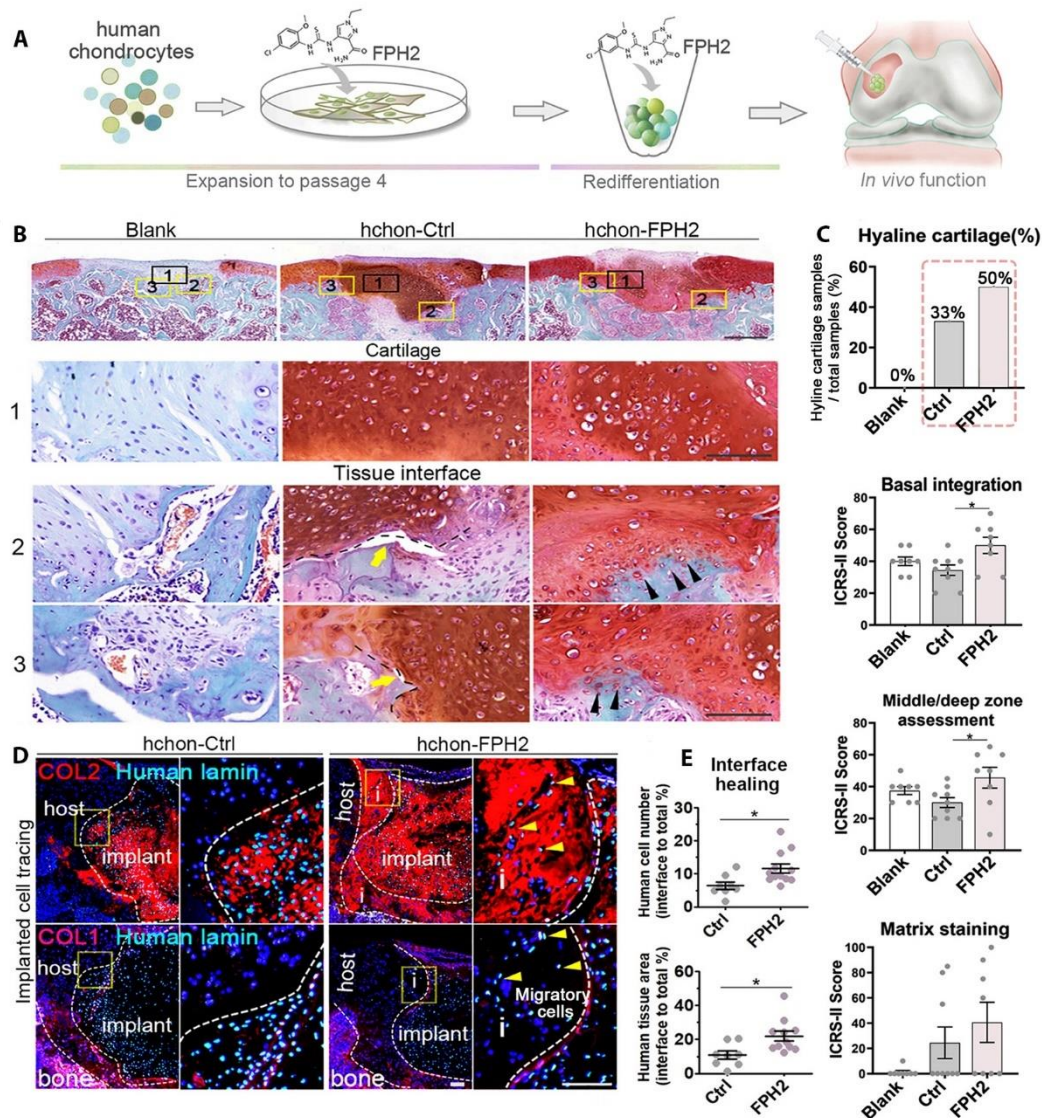 A
human
chondrocytes
FPH2
FPH2
Expansion to passage 4
Redifferentiation
In vivo function
B
Blank
hchon-Ctrl
hchon-FPH2
1
3
2
3
1
2
3
1
2
Cartilage
1
Tissue interface
2
3
C
Hyaline cartilage(%)
Hyline cartilage samples
/ total samples (%)
60
40
20
0
0%
33%
50%
Blank
Ctrl
FPH2
Basal integration
ICRS-II Score
80
60
40
20
0
*
Blank
Ctrl
FPH2
Middle/deep zone
assessment
ICRS-II Score
80
60
40
20
0
*
Blank
Ctrl
FPH2
Matrix staining
ICRS-II Score
100
80
60
40
20
0
Blank
Ctrl
FPH2
D
hchon-Ctrl
hchon-FPH2
Implanted cell tracing
COL2 Human lamin
host
implant
host
i
implant
i
i
COL1 Human lamin
host
implant
bone
host
i
implant
bone
Migratory
cells
i
E
Interface
healing
Human cell number
(interface to total %)
30
20
10
0
*
Ctrl
FPH2
Human tissue area
(interface to total %)
60
40
20
0
*
Ctrl
FPH2